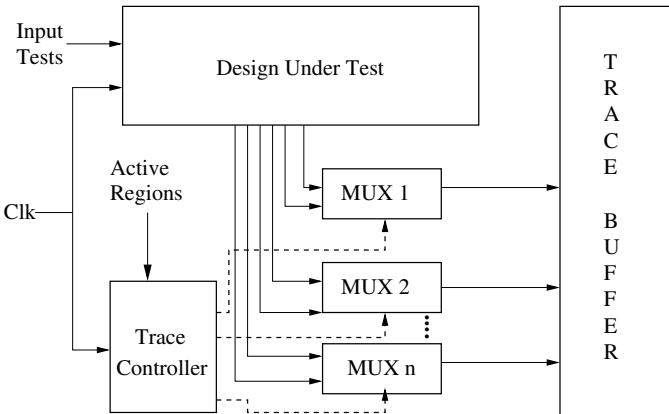 Input
Tests
Design Under Test
T
R
A
C
E
B
U
F
F
E
R
Active
Regions
Clk
MUX 1
MUX 2
MUX n
Trace
Controller